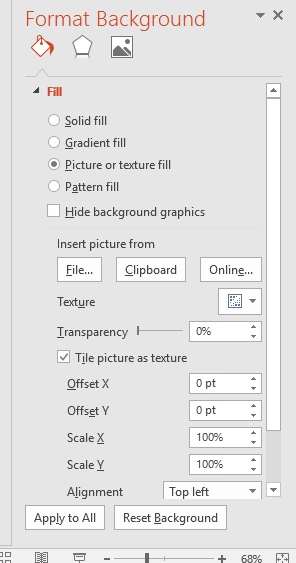 Format Background
Fill
Solid fill
Gradient fill
Picture or texture fill
Pattern fill
Hide background graphics
Insert picture from
File... Clipboard Online...
Texture
Transparency 0%
Tile picture as texture
Offset X 0 pt
Offset Y 0 pt
Scale X 100%
Scale Y 100%
Alignment Top left
Apply to All Reset Background
68%